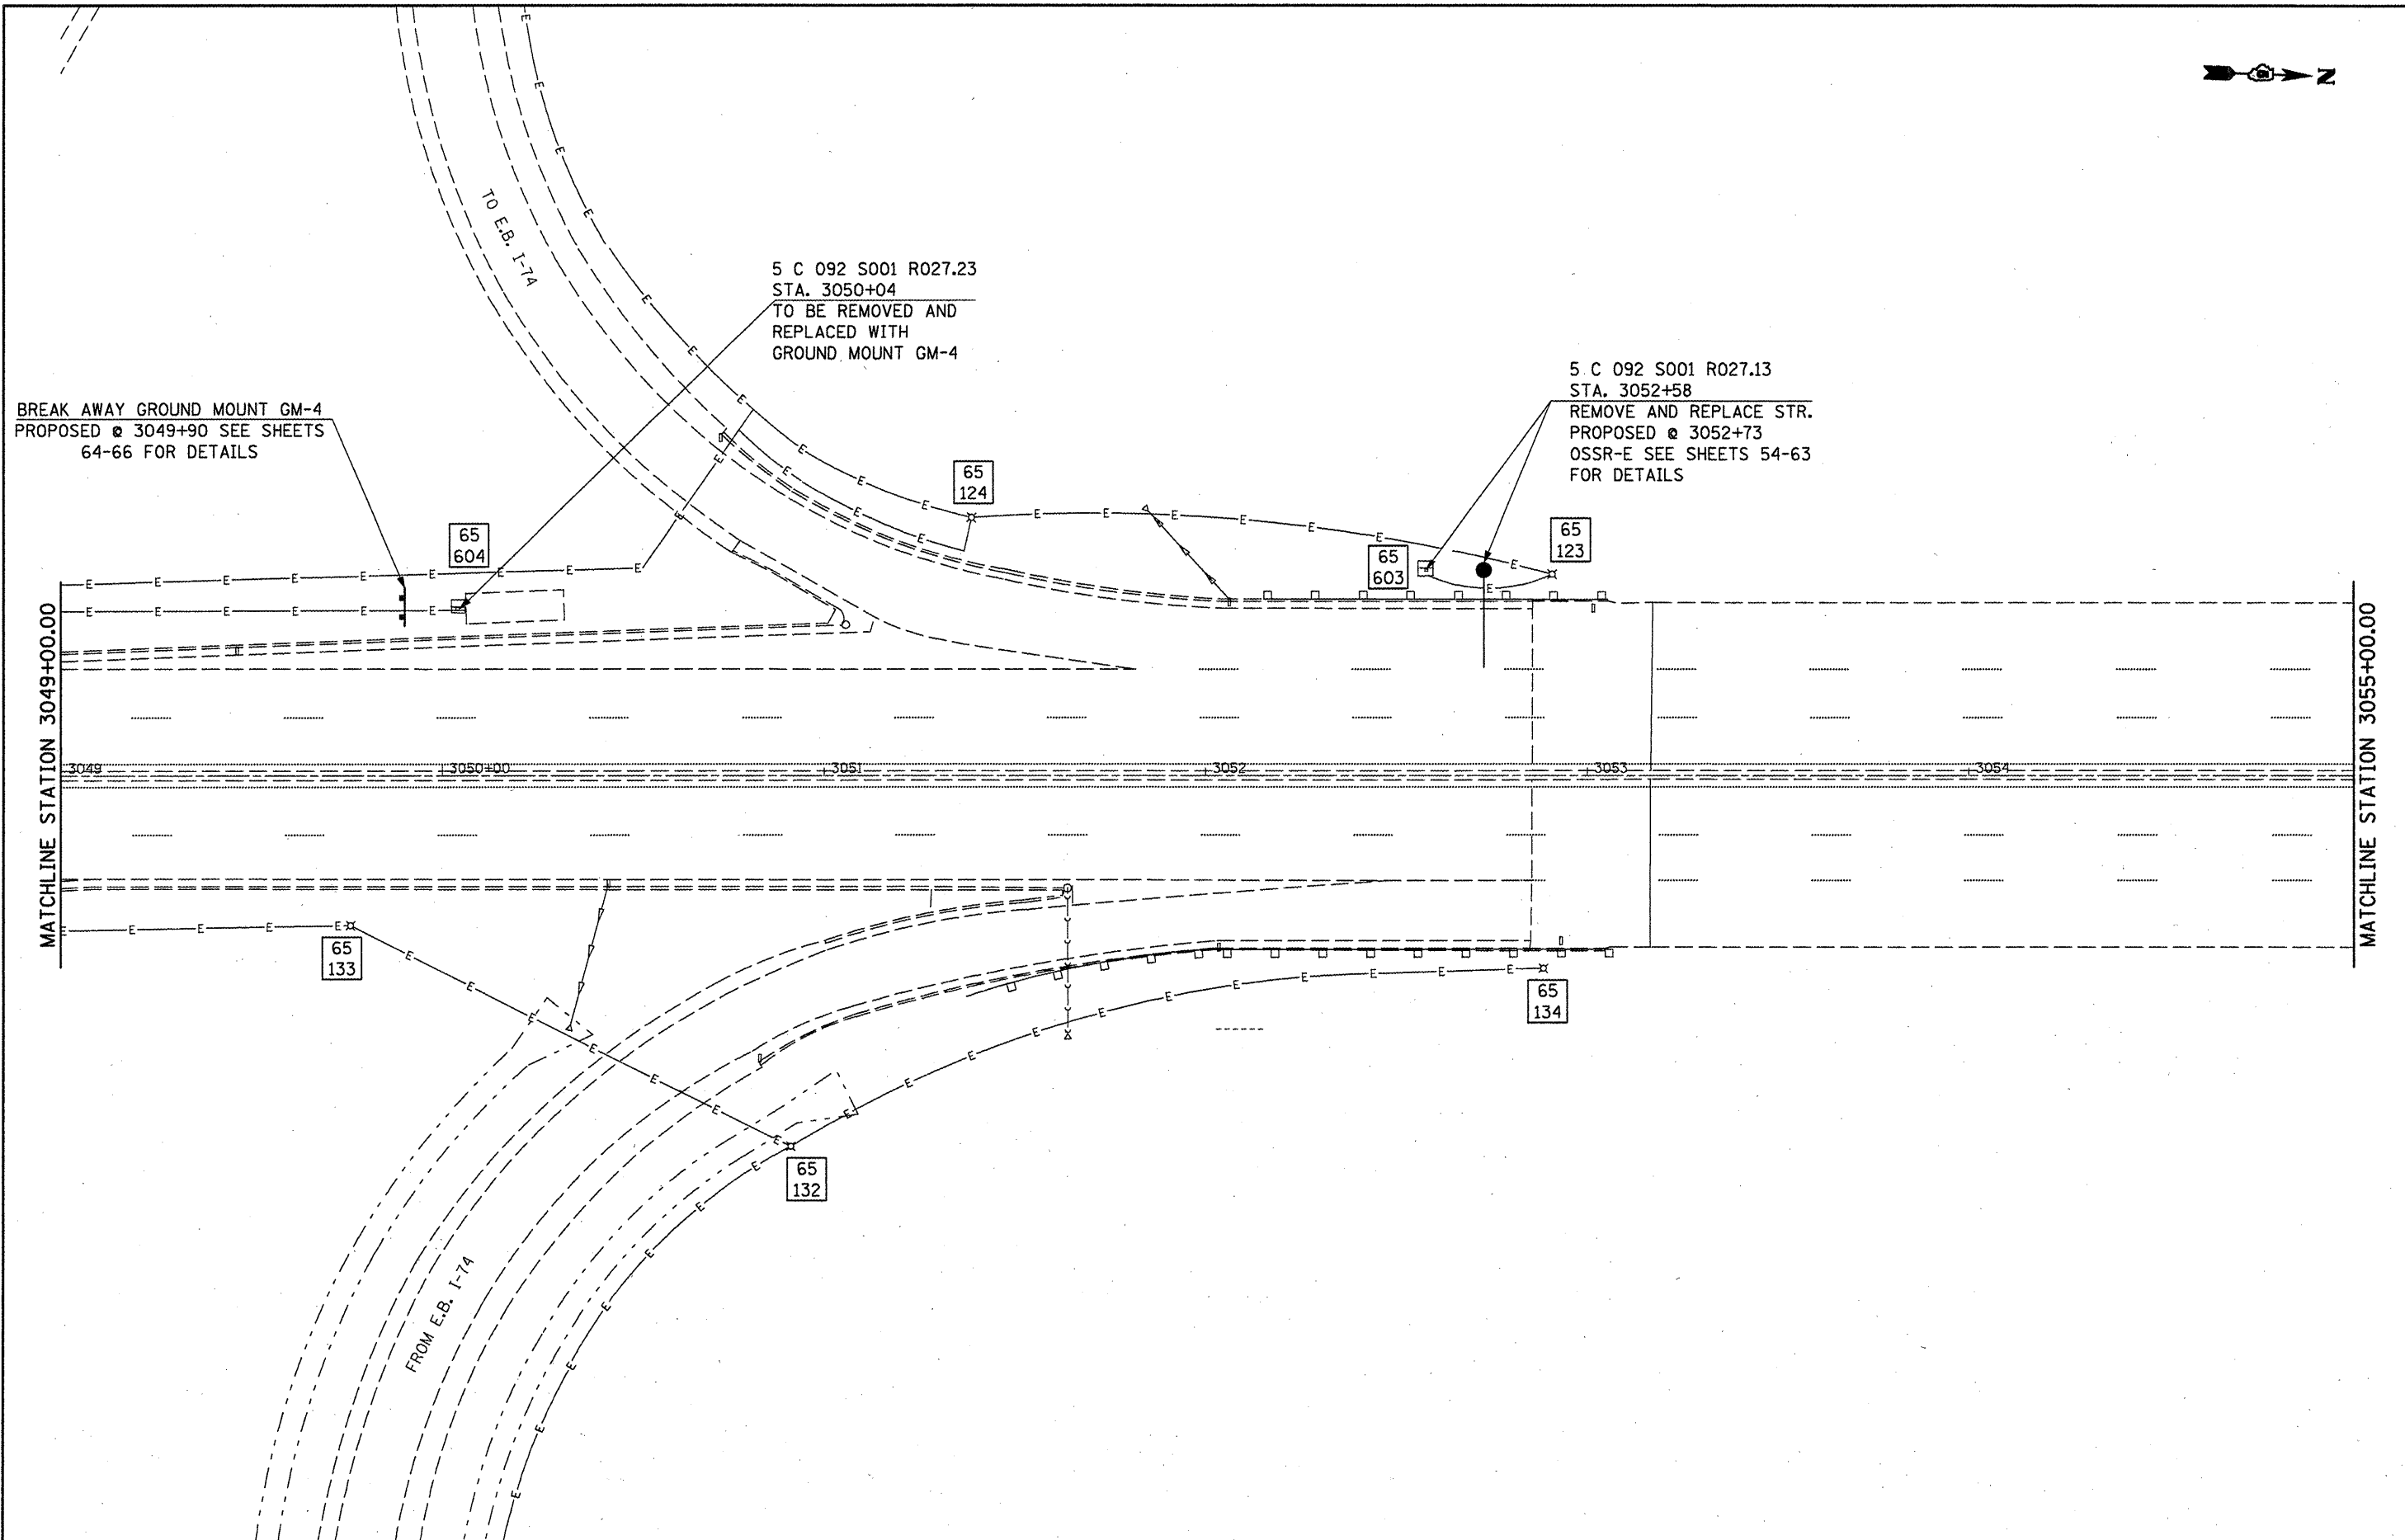 N
TO E.B. I-74
5 C 092 S001 R027.23
STA. 3050+04
TO BE REMOVED AND
REPLACED WITH
GROUND MOUNT GM-4
5 C 092 S001 R027.13
STA. 3052+58
REMOVE AND REPLACE STR.
PROPOSED @ 3052+73
OSSR-E SEE SHEETS 54-63
FOR DETAILS
BREAK AWAY GROUND MOUNT GM-4
PROPOSED @ 3049+90 SEE SHEETS
64-66 FOR DETAILS
65
124
65
604
65
603
65
123
MATCHLINE STATION 3049+00.00
MATCHLINE STATION 3055+00.00
3049
3050+00
3051
3052
3053
3054
65
133
65
134
65
132
FROM E.B. I-74